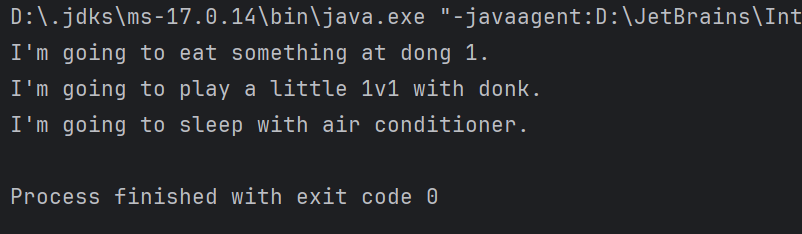 D:\.jdks\ms-17.0.14\bin\java.exe "-javaagent:D:\JetBrains\Int
I'm going to eat something at dong 1.
I'm going to play a little 1v1 with donk.
I'm going to sleep with air conditioner.
Process finished with exit code 0